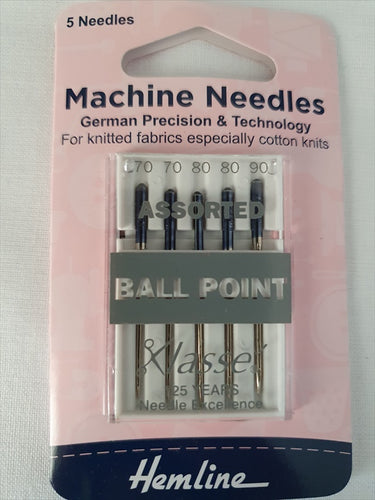 5 Needles
Machine Needles
German Precision & Technology
For knitted fabrics especially cotton knits
70 70 80 80 90
ASSORTED
BALL POINT
Klassé
125 YEARS
Needle Excellence
Hemline